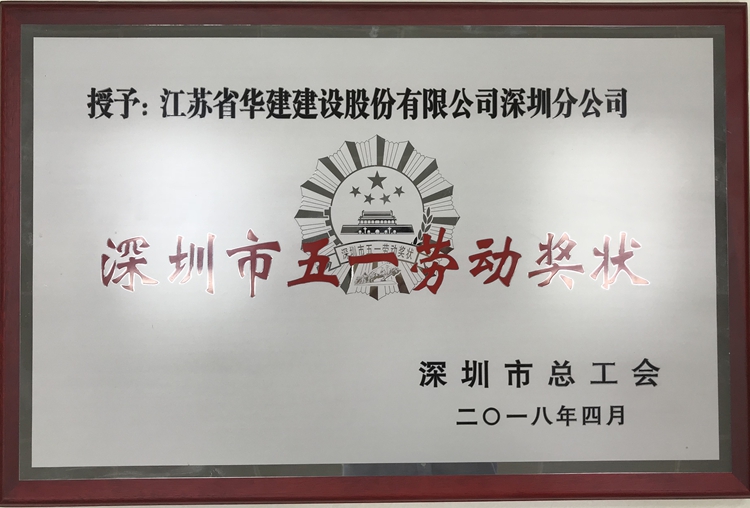 授予：江苏省华建建设股份有限公司深圳分公司
深圳市五一劳动奖状
深圳市五一劳动奖状
深圳市总工会
二〇一八年四月